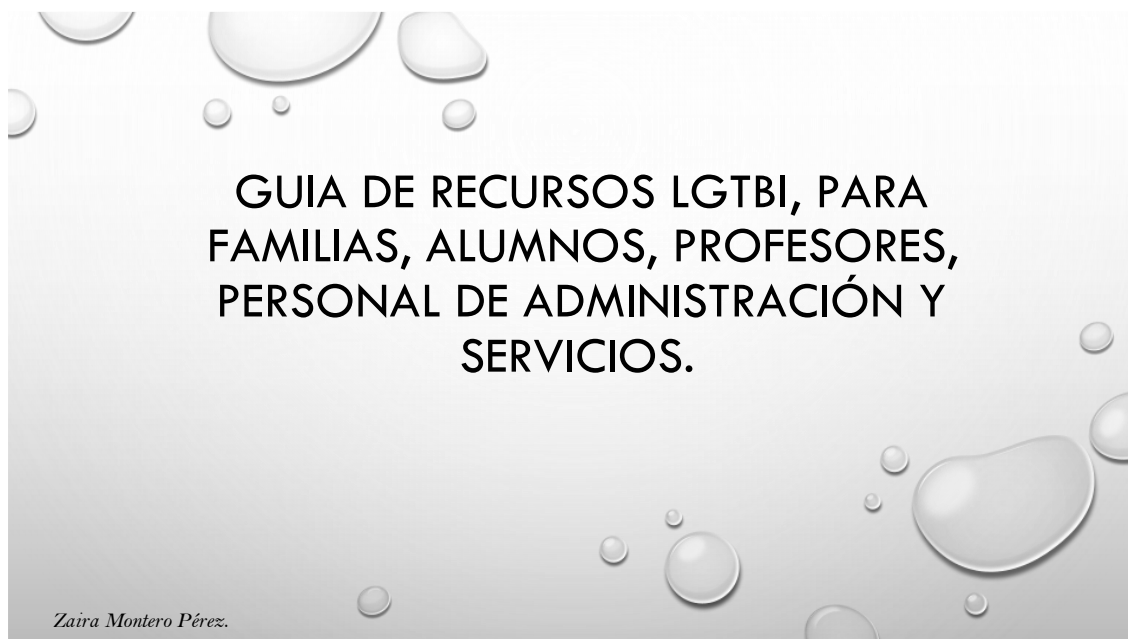 GUIA DE RECURSOS LGTBI, PARA
FAMILIAS, ALUMNOS, PROFESORES,
PERSONAL DE ADMINISTRACIÓN Y
SERVICIOS.
Zaira Montero Pérez.